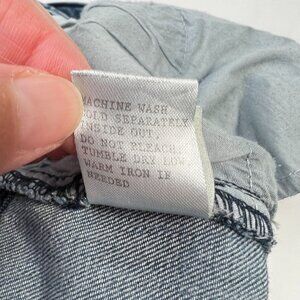 MACHINE WASH
COLD SEPARATELY
INSIDE OUT.
DO NOT BLEACH.
TUMBLE DRY LOW.
WARM IRON IF
NEEDED